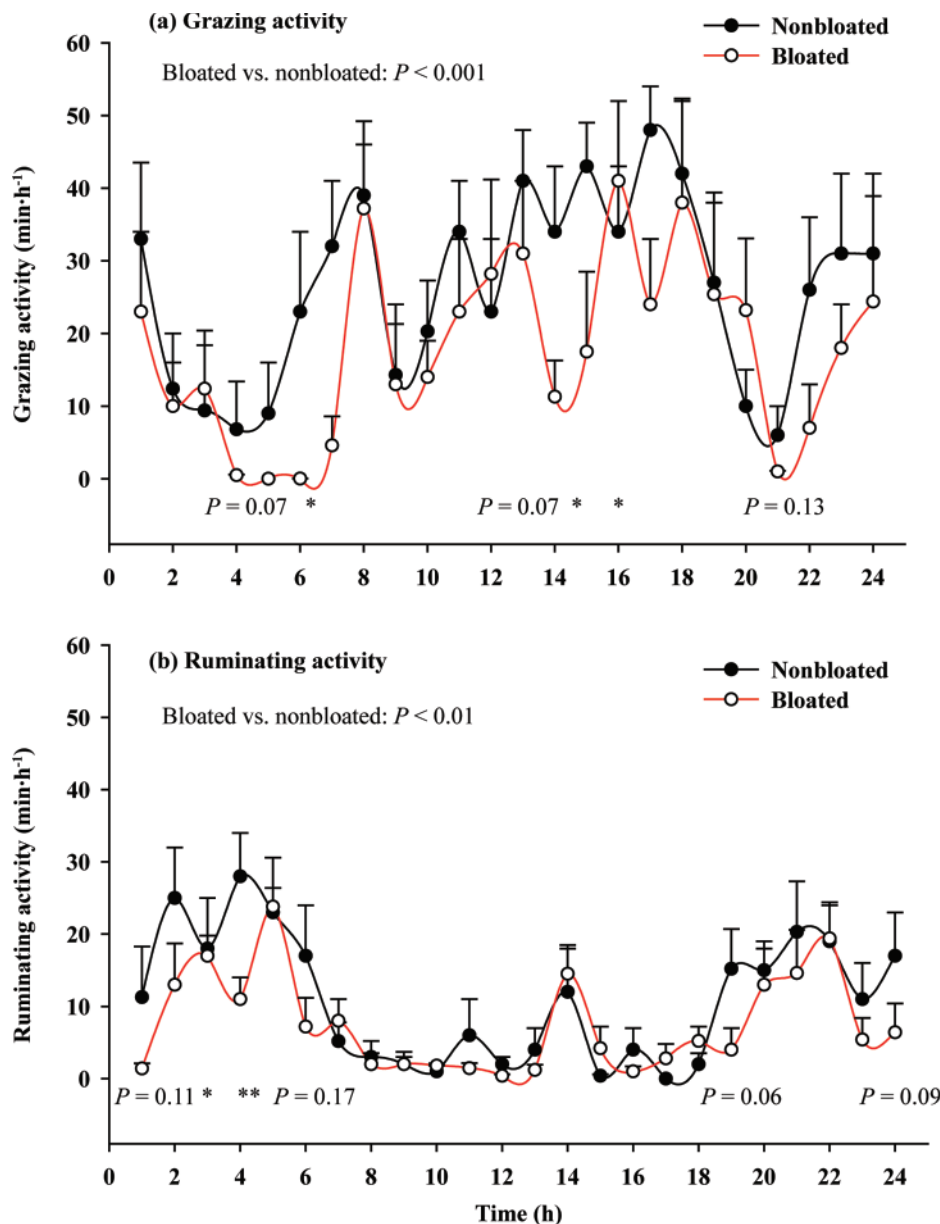 (a) Grazing activity
Nonbloated
Bloated
Bloated vs. nonbloated: P < 0.001
Grazing activity (min·h⁻¹)
60
50
40
30
20
10
0
P = 0.07 * P = 0.07 * * P = 0.13
0 2 4 6 8 10 12 14 16 18 20 22 24
(b) Ruminating activity
Nonbloated
Bloated
Bloated vs. nonbloated: P < 0.01
Ruminating activity (min·h⁻¹)
60
50
40
30
20
10
0
P = 0.11 * ** P = 0.17 P = 0.06 P = 0.09
0 2 4 6 8 10 12 14 16 18 20 22 24
Time (h)